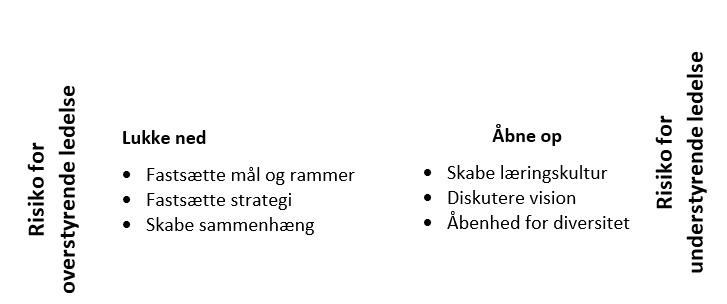 Risiko for
overstyrende ledelse
Lukke ned
• Fastsætte mål og rammer
• Fastsætte strategi
• Skabe sammenhæng
Åbne op
• Skabe læringskultur
• Diskutere vision
• Åbenhed for diversitet
Risiko for
understyrende ledelse